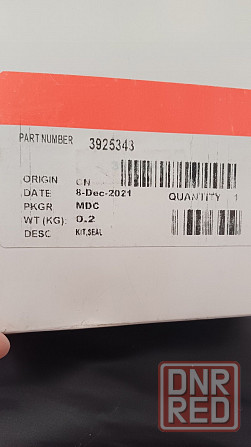 PART NUMBER 3925343
ORIGIN CN
DATE 8-Dec-2021 QUANTITY 1
PKGR MDC
WT (KG): 0.2
DESC KIT,SEAL
DNR
RED